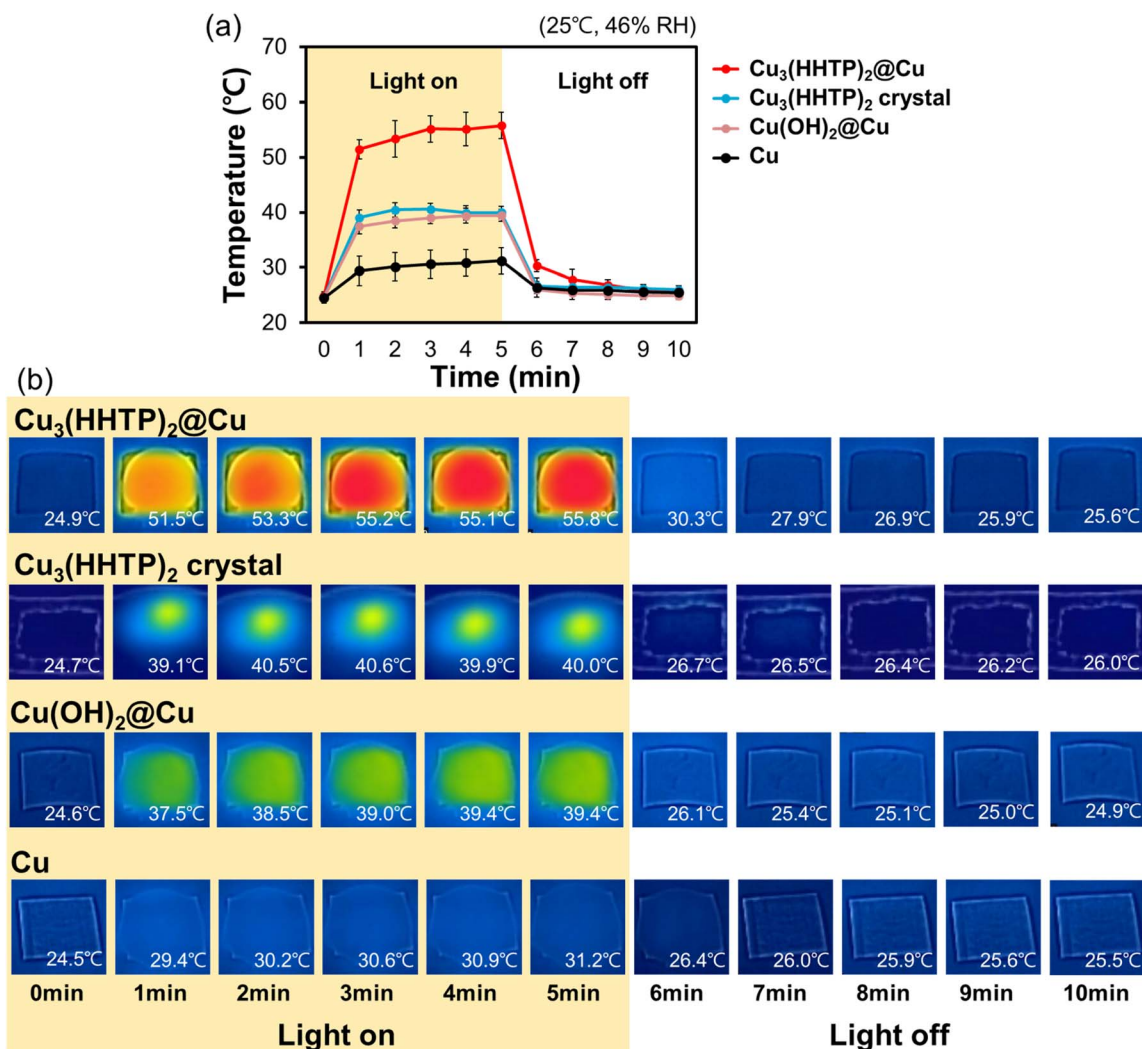 (a)
(25℃, 46% RH)
70
60
50
40
30
20
Temperature (℃)
Light on
Light off
0 1 2 3 4 5 6 7 8 9 10
Time (min)
Cu₃(HHTP)₂@Cu
Cu₃(HHTP)₂ crystal
Cu(OH)₂@Cu
Cu
(b)
Cu₃(HHTP)₂@Cu
24.9℃ 51.5℃ 53.3℃ 55.2℃ 55.1℃ 55.8℃ 30.3℃ 27.9℃ 26.9℃ 25.9℃ 25.6℃
Cu₃(HHTP)₂ crystal
24.7℃ 39.1℃ 40.5℃ 40.6℃ 39.9℃ 40.0℃ 26.7℃ 26.5℃ 26.4℃ 26.2℃ 26.0℃
Cu(OH)₂@Cu
24.6℃ 37.5℃ 38.5℃ 39.0℃ 39.4℃ 39.4℃ 26.1℃ 25.4℃ 25.1℃ 25.0℃ 24.9℃
Cu
24.5℃ 29.4℃ 30.2℃ 30.6℃ 30.9℃ 31.2℃ 26.4℃ 26.0℃ 25.9℃ 25.6℃ 25.5℃
0min 1min 2min 3min 4min 5min 6min 7min 8min 9min 10min
Light on Light off